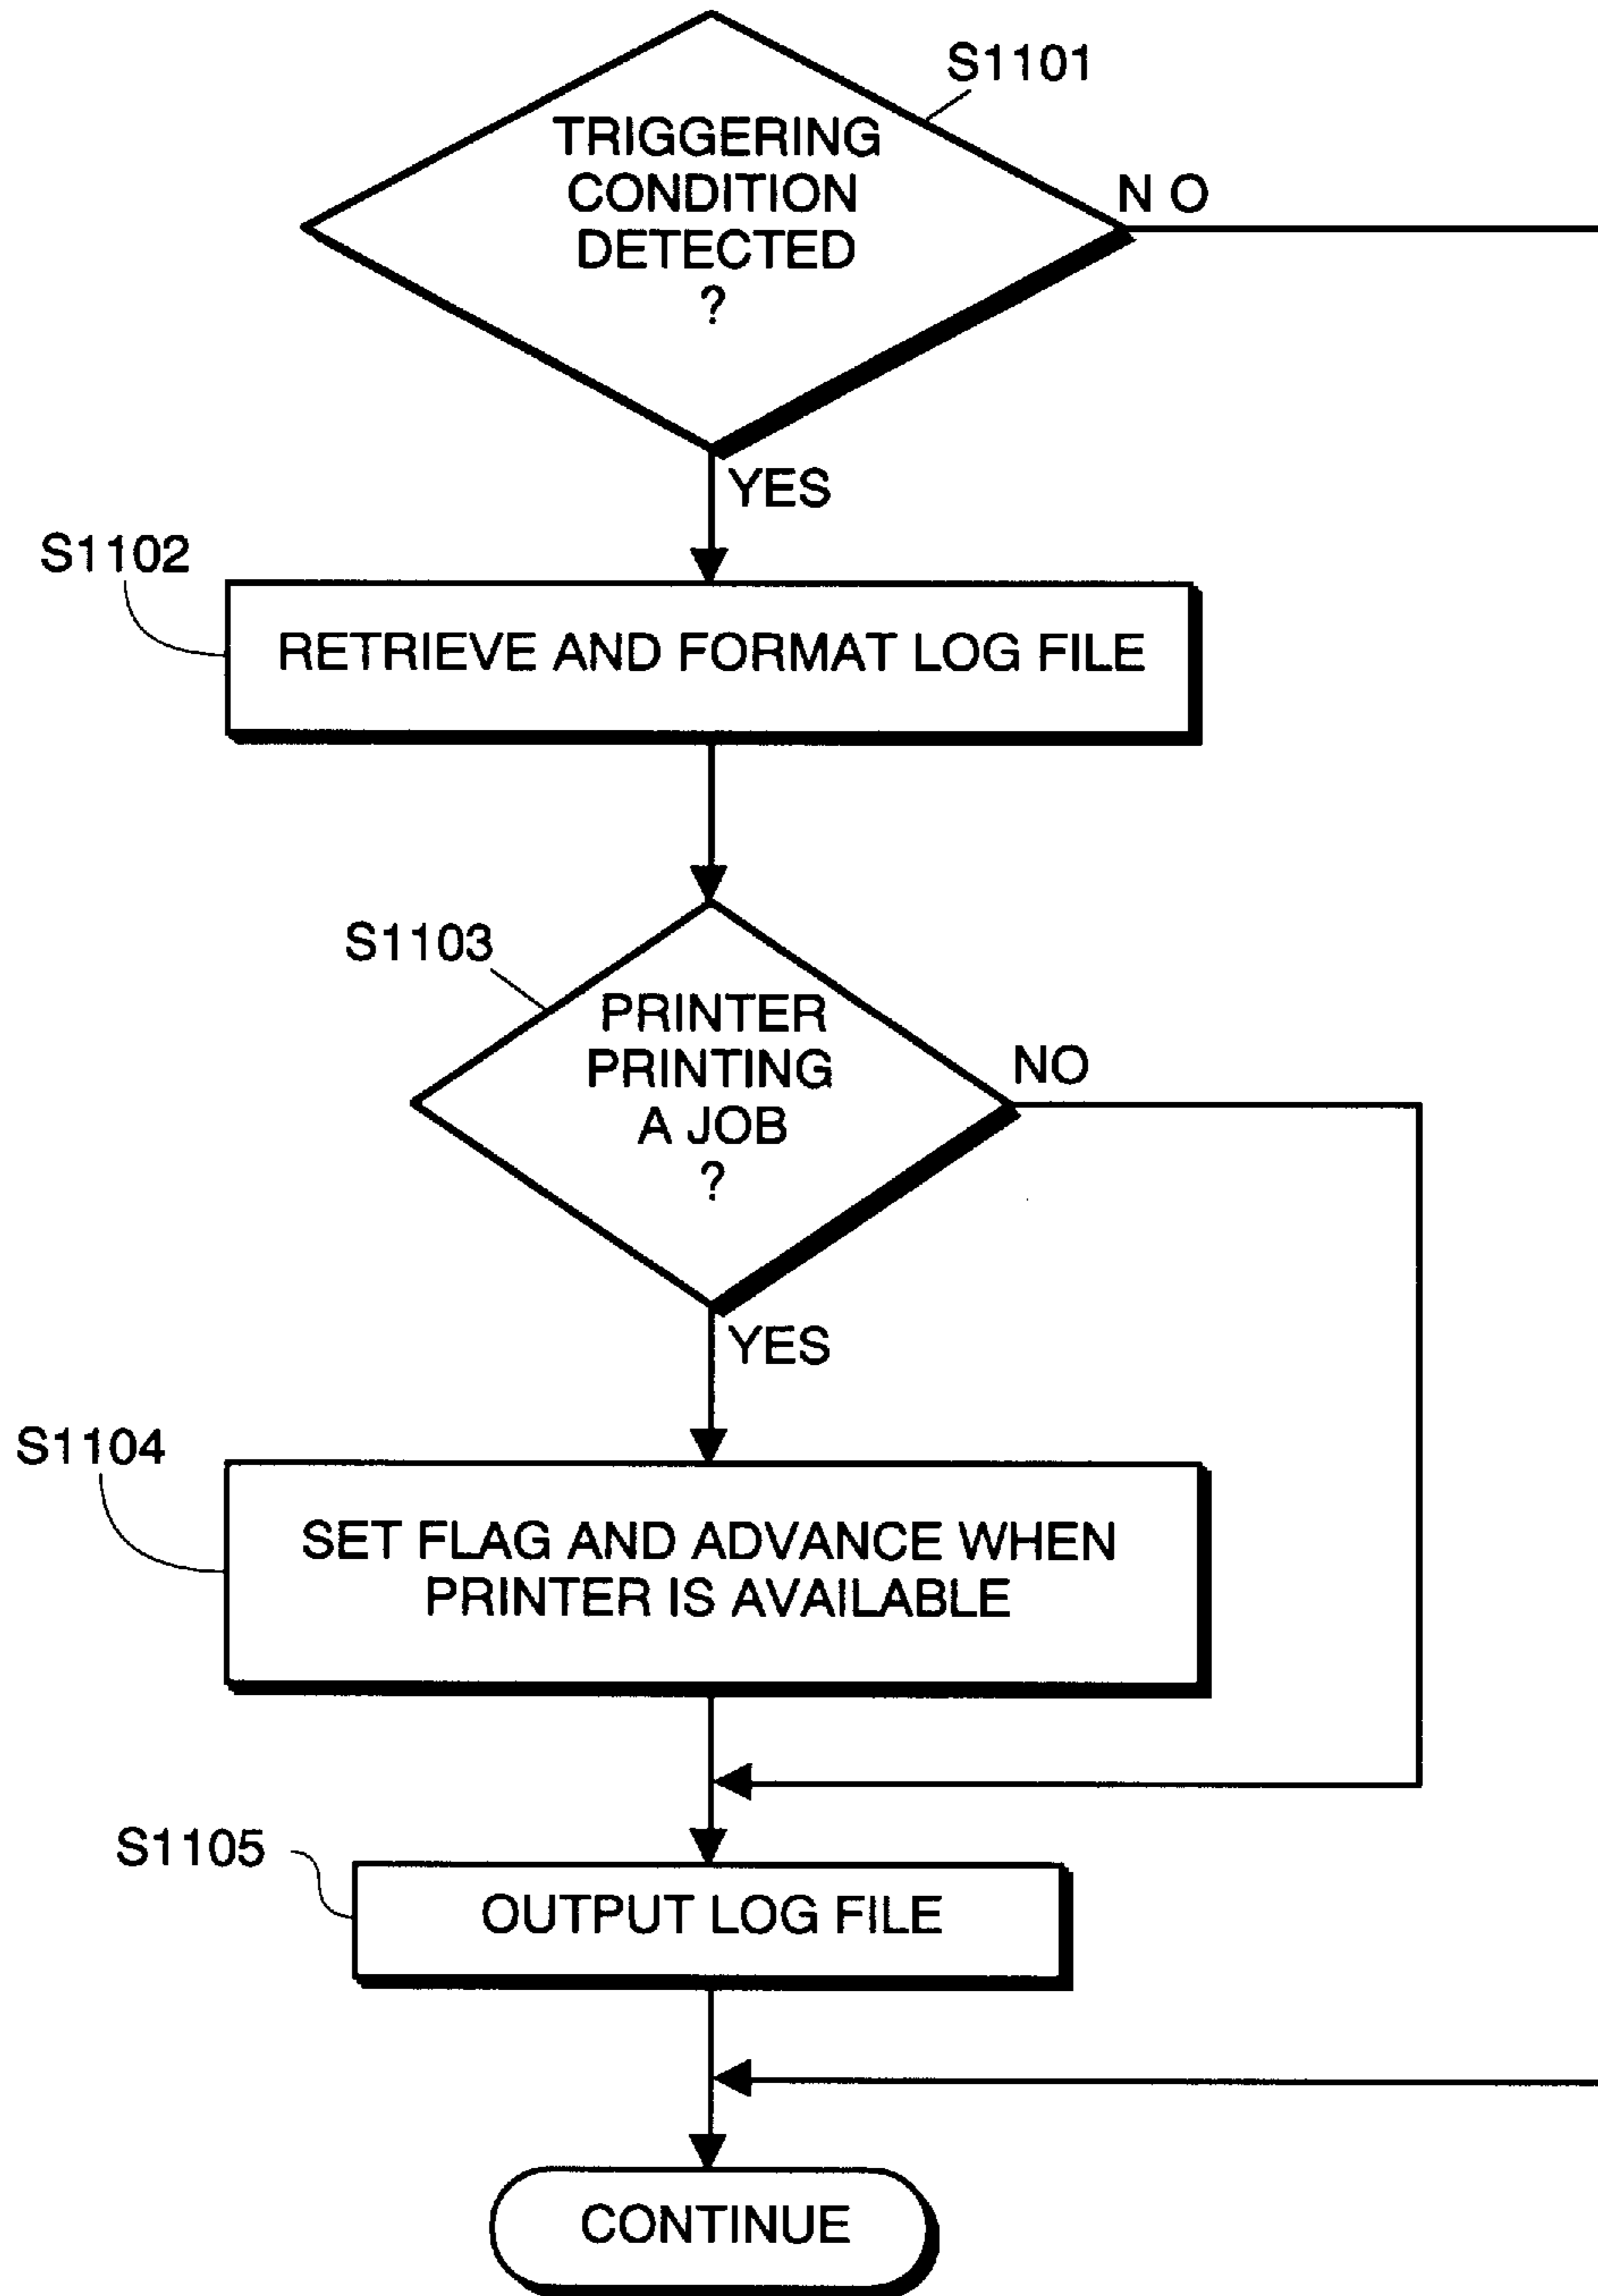 S1101
TRIGGERING
CONDITION
DETECTED
?
N O
YES
S1102
RETRIEVE AND FORMAT LOG FILE
S1103
PRINTER
PRINTING
A JOB
?
NO
YES
S1104
SET FLAG AND ADVANCE WHEN
PRINTER IS AVAILABLE
S1105
OUTPUT LOG FILE
CONTINUE